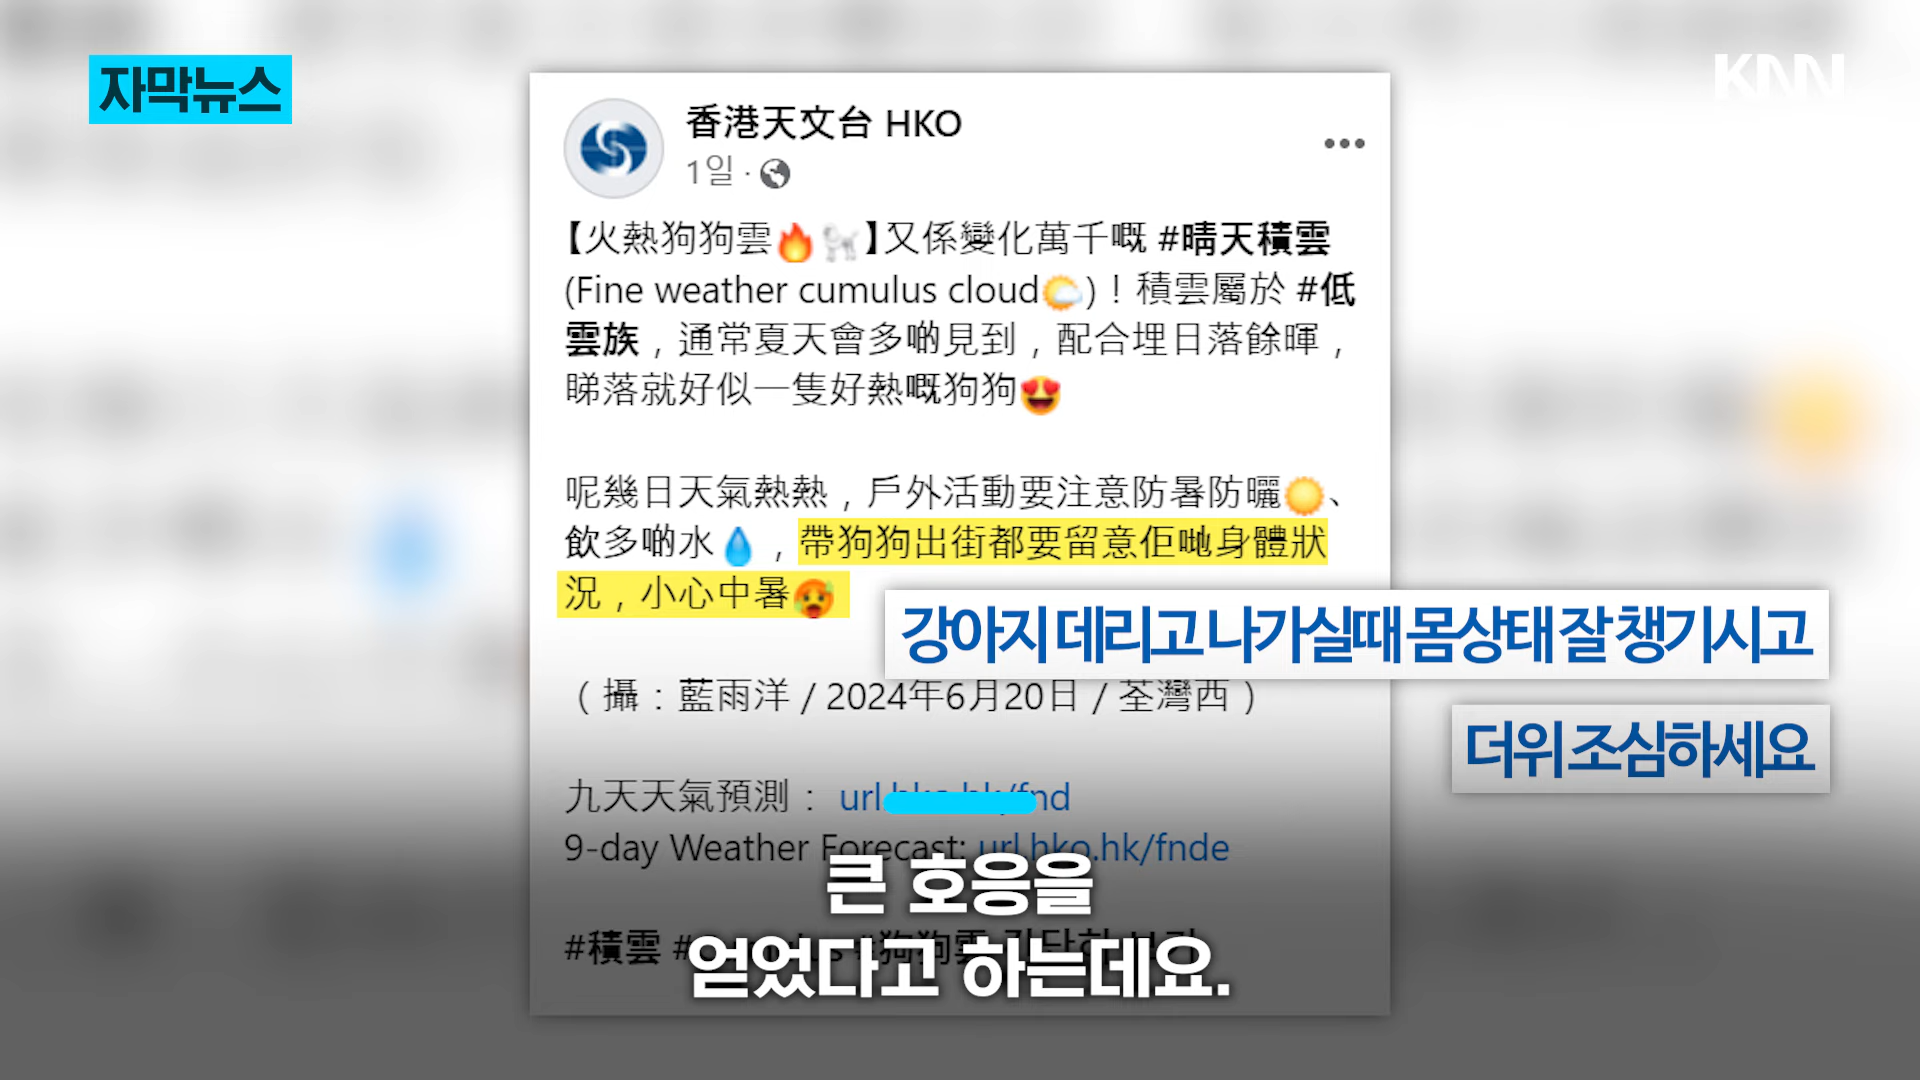 자막뉴스
KNN
香港天文台 HKO
1일 ·
【火熱狗狗雲🔥🐩】又係變化萬千嘅 #晴天積雲
(Fine weather cumulus cloud🌤️)！積雲屬於 #低
雲族，通常夏天會多啲見到，配合埋日落餘暉，
睇落就好似一隻好熱嘅狗狗😍
呢幾日天氣熱熱，戶外活動要注意防暑防曬☀️、
飲多啲水💧，帶狗狗出街都要留意佢哋身體狀
況，小心中暑🥵
강아지 데리고 나가실때 몸상태 잘 챙기시고
（攝：藍雨洋 / 2024年6月20日 / 荃灣西）
더위 조심하세요
九天天氣預測：
9-day Weather Forecast: url.hko.hk/fnde
큰 호응을
#積雲
얻었다고 하는데요.